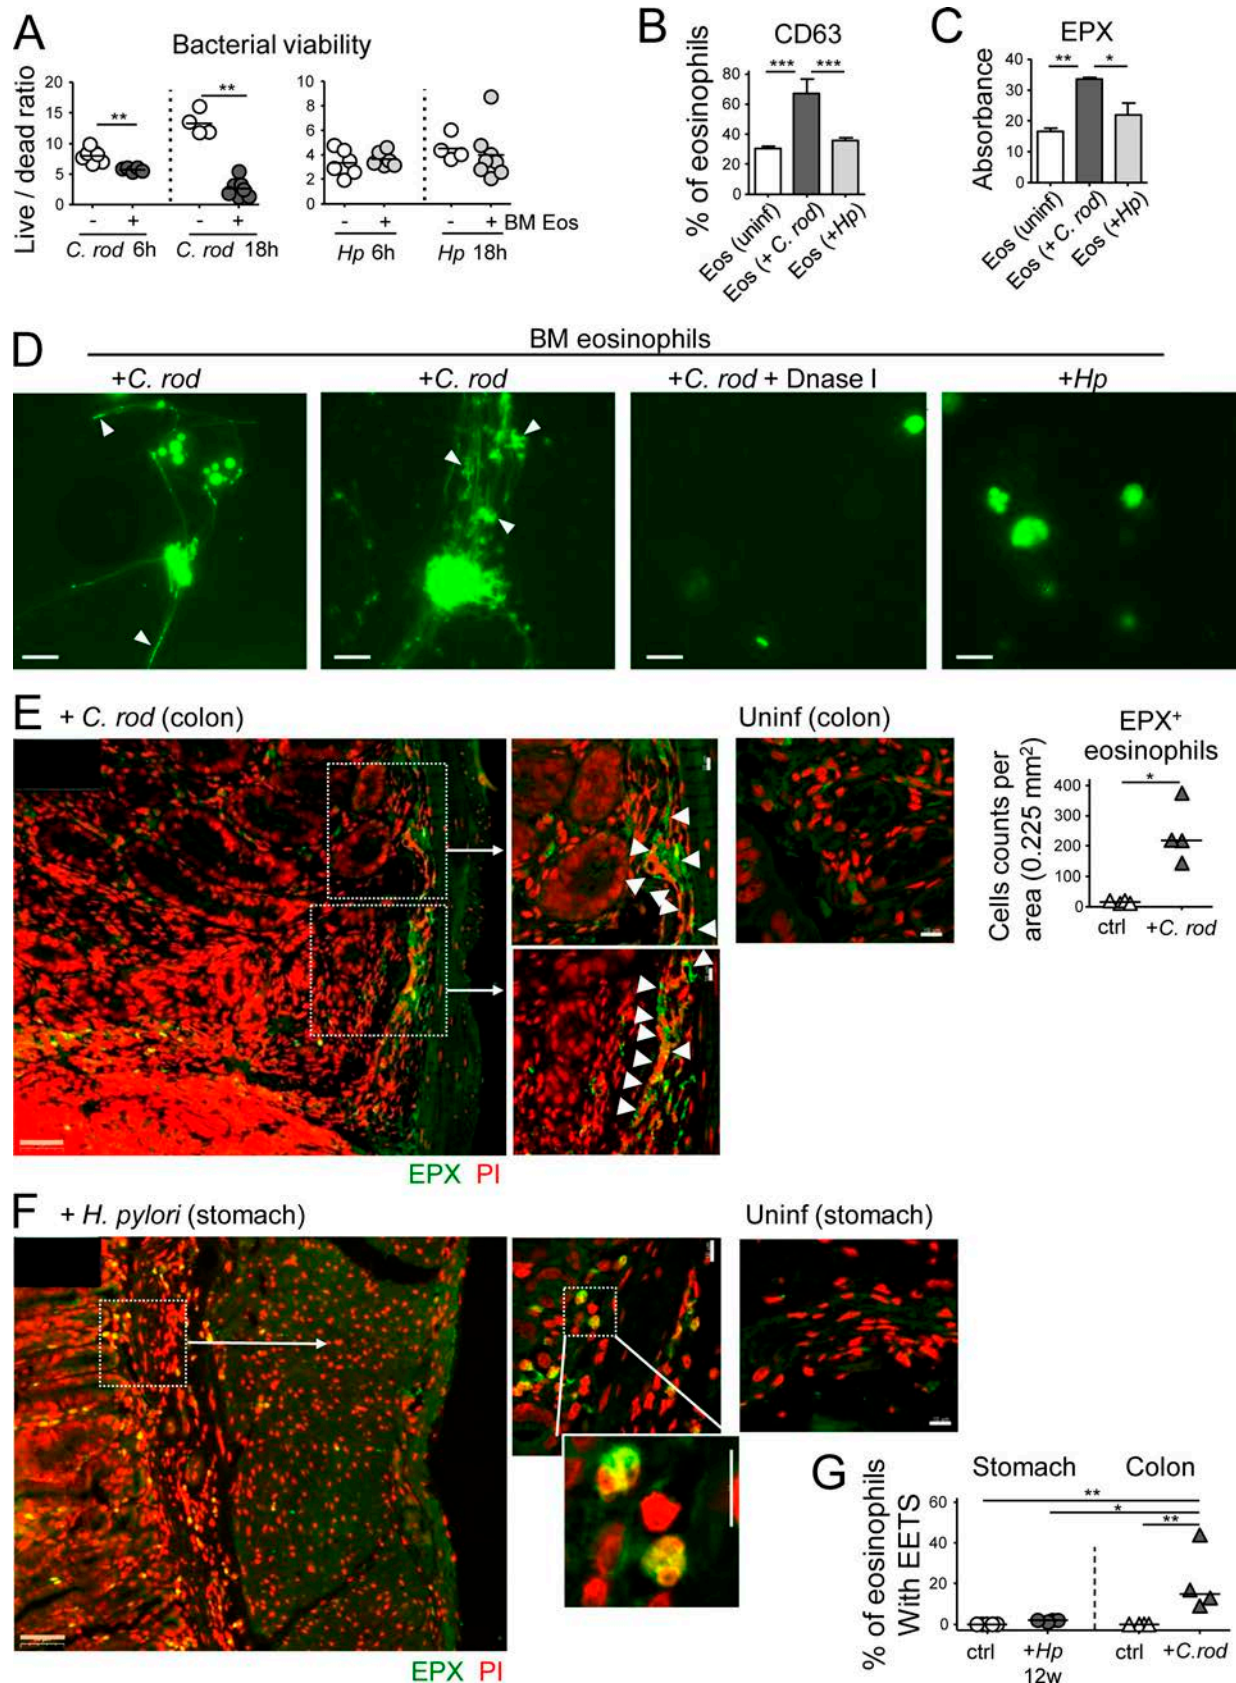 A
Bacterial viability
Live / dead ratio
20
15
10
5
0
- + - +
C. rod 6h C. rod 18h
10
8
6
4
2
0
- + - + BM Eos
Hp 6h Hp 18h
** **
B
CD63
% of eosinophils
*** ***
80
60
40
20
0
Eos (uninf)
Eos (+ C. rod)
Eos (+Hp)
C
EPX
Absorbance
** *
40
30
20
10
0
Eos (uninf)
Eos (+ C. rod)
Eos (+Hp)
D
BM eosinophils
+C. rod +C. rod +C. rod + Dnase I +Hp
E
+ C. rod (colon)
Uninf (colon)
EPX+
eosinophils
Cells counts per
area (0.225 mm2)
*
400
300
200
100
0
ctrl +C. rod
EPX PI
F
+ H. pylori (stomach)
Uninf (stomach)
EPX PI
G
Stomach Colon
% of eosinophils
With EETS
**
*
**
60
40
20
0
ctrl +Hp ctrl +C.rod
12w